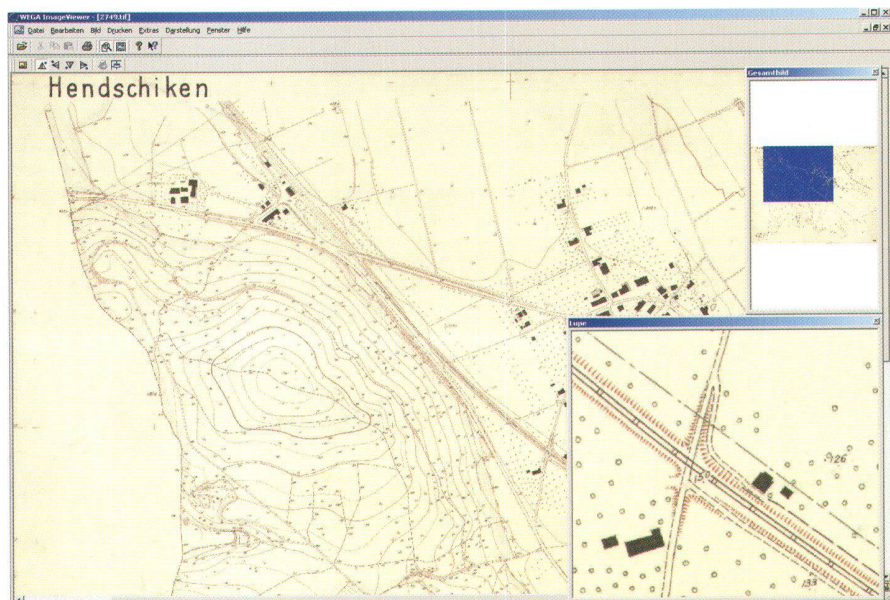 WEGA ImageViewer - [2749.tif]
Datei Bearbeiten Bild Drucken Extras Darstellung Fenster Hilfe
Hendschiken
Gesamtbild
Lupe
126
133